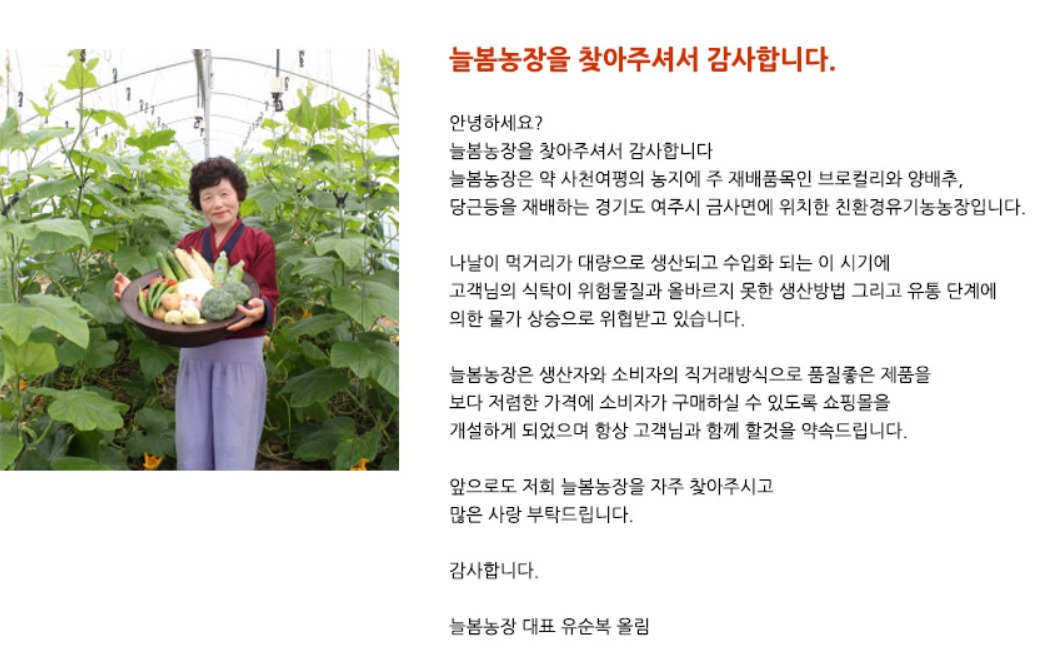 늘봄농장을 찾아주셔서 감사합니다.
안녕하세요?
늘봄농장을 찾아주셔서 감사합니다
늘봄농장은 약 사천여평의 농지에 주 재배품목인 브로컬리와 양배추,
당근등을 재배하는 경기도 여주시 금사면에 위치한 친환경유기농농장입니다.
나날이 먹거리가 대량으로 생산되고 수입화 되는 이 시기에
고객님의 식탁이 위험물질과 올바르지 못한 생산방법 그리고 유통 단계에
의한 물가 상승으로 위협받고 있습니다.
늘봄농장은 생산자와 소비자의 직거래방식으로 품질좋은 제품을
보다 저렴한 가격에 소비자가 구매하실 수 있도록 쇼핑몰을
개설하게 되었으며 항상 고객님과 함께 할것을 약속드립니다.
앞으로도 저희 늘봄농장을 자주 찾아주시고
많은 사랑 부탁드립니다.
감사합니다.
늘봄농장 대표 유순복 올림